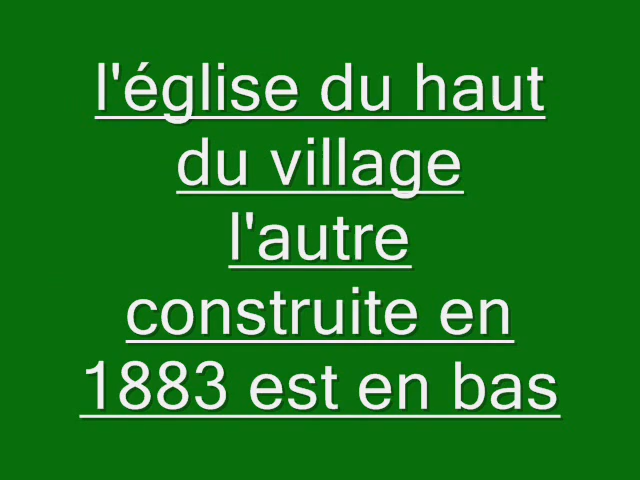 l'église du haut
du village
l'autre
construite en
1883 est en bas